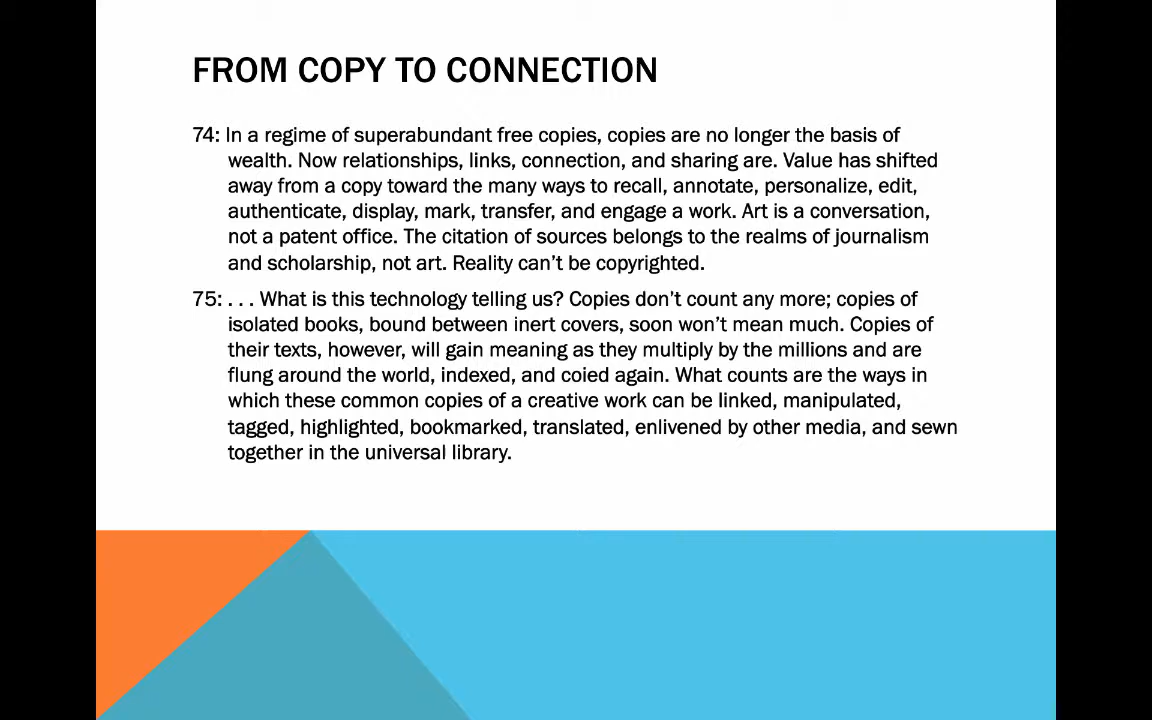 FROM COPY TO CONNECTION
74: In a regime of superabundant free copies, copies are no longer the basis of
wealth. Now relationships, links, connection, and sharing are. Value has shifted
away from a copy toward the many ways to recall, annotate, personalize, edit,
authenticate, display, mark, transfer, and engage a work. Art is a conversation,
not a patent office. The citation of sources belongs to the realms of journalism
and scholarship, not art. Reality can’t be copyrighted.
75: . . . What is this technology telling us? Copies don’t count any more; copies of
isolated books, bound between inert covers, soon won’t mean much. Copies of
their texts, however, will gain meaning as they multiply by the millions and are
flung around the world, indexed, and coied again. What counts are the ways in
which these common copies of a creative work can be linked, manipulated,
tagged, highlighted, bookmarked, translated, enlivened by other media, and sewn
together in the universal library.